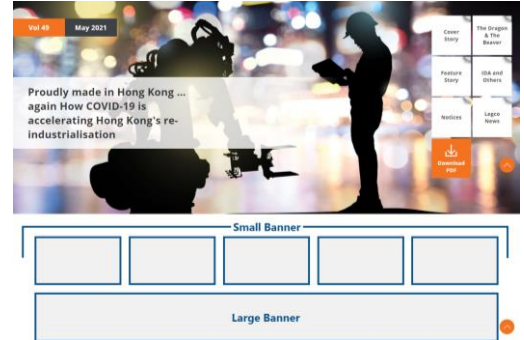 Vol 49 May 2021
Cover
Story
The Dragon
& The
Beaver
Proudly made in Hong Kong ...
again How COVID-19 is
accelerating Hong Kong's re-
industrialisation
Feature
Story
IDA and
Others
Notices
Legco
News
Download
PDF
Small Banner
Large Banner